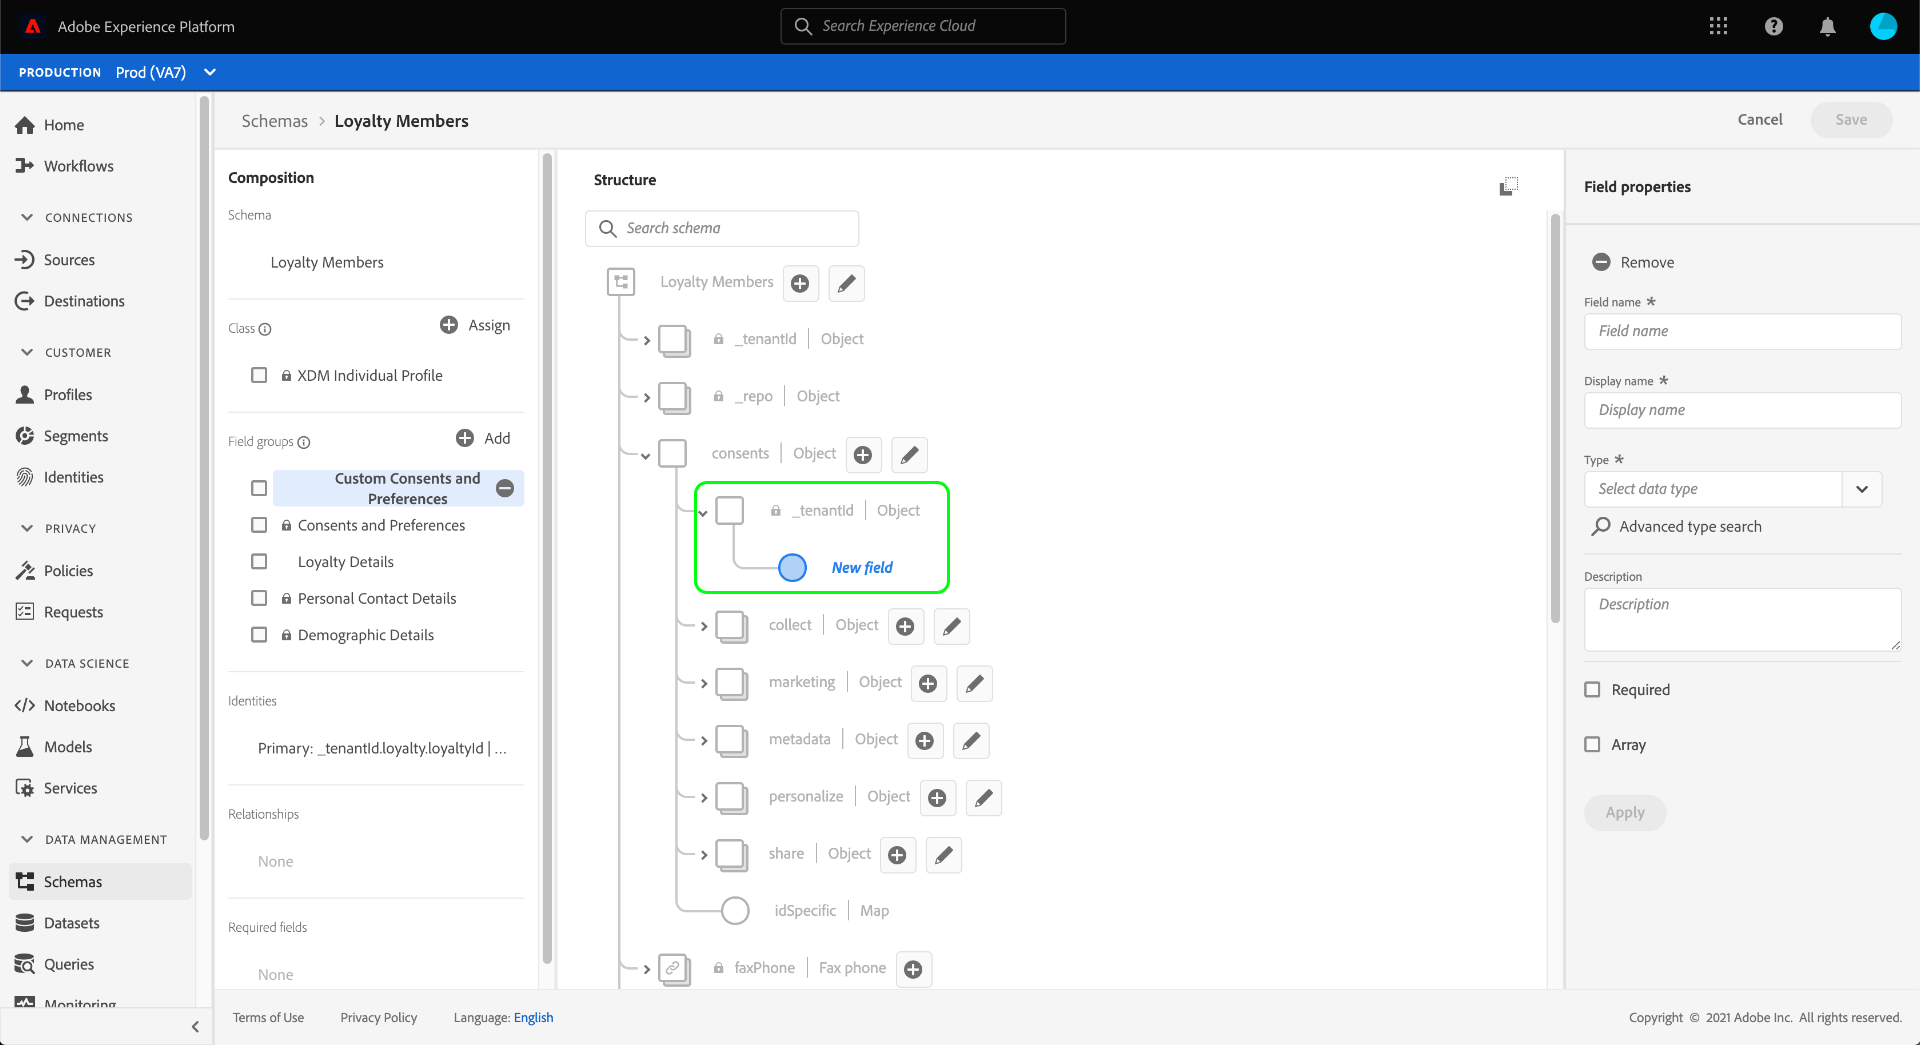 Adobe Experience Platform
Search Experience Cloud
PRODUCTION Prod (VA7)
Home
Workflows
CONNECTIONS
Sources
Destinations
CUSTOMER
Profiles
Segments
Identities
PRIVACY
Policies
Requests
DATA SCIENCE
Notebooks
Models
Services
DATA MANAGEMENT
Schemas
Datasets
Queries
Monitoring
Schemas > Loyalty Members
Cancel
Save
Composition
Schema
Loyalty Members
Class
Assign
XDM Individual Profile
Field groups
Add
Custom Consents and
Preferences
Consents and Preferences
Loyalty Details
Personal Contact Details
Demographic Details
Identities
Primary: _tenantId.loyalty.loyaltyId | ...
Relationships
None
Required fields
None
Structure
Search schema
Loyalty Members
_tenantId | Object
_repo | Object
consents | Object
_tenantId | Object
New field
collect | Object
marketing | Object
metadata | Object
personalize | Object
share | Object
idSpecific | Map
faxPhone | Fax phone
Field properties
Remove
Field name *
Field name
Display name *
Display name
Type *
Select data type
Advanced type search
Description
Description
Required
Array
Apply
Terms of Use
Privacy Policy
Language: English
Copyright © 2021 Adobe Inc. All rights reserved.